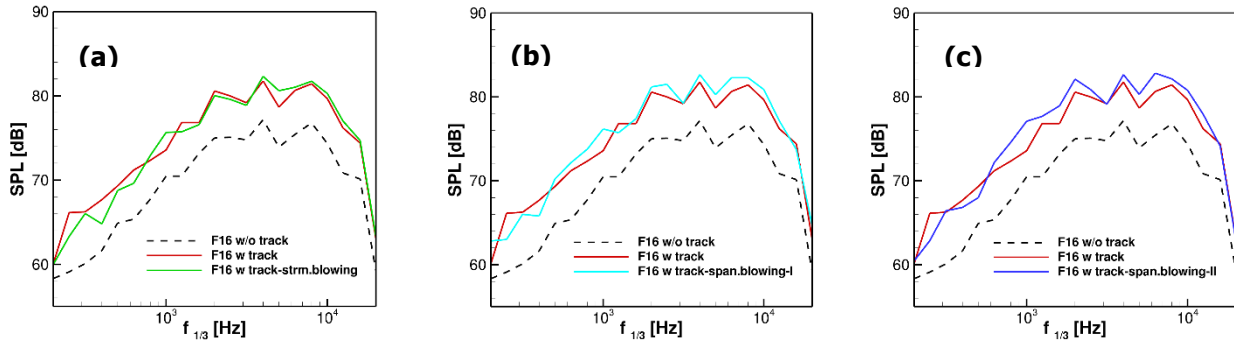 (a)
SPL [dB]
90
80
70
60
F16 w/o track
F16 w track
F16 w track-strm.blowing
10³
10⁴
f 1/3 [Hz]
(b)
SPL [dB]
90
80
70
60
F16 w/o track
F16 w track
F16 w track-span.blowing-I
10³
10⁴
f 1/3 [Hz]
(c)
SPL [dB]
90
80
70
60
F16 w/o track
F16 w track
F16 w track-span.blowing-II
10³
10⁴
f 1/3 [Hz]